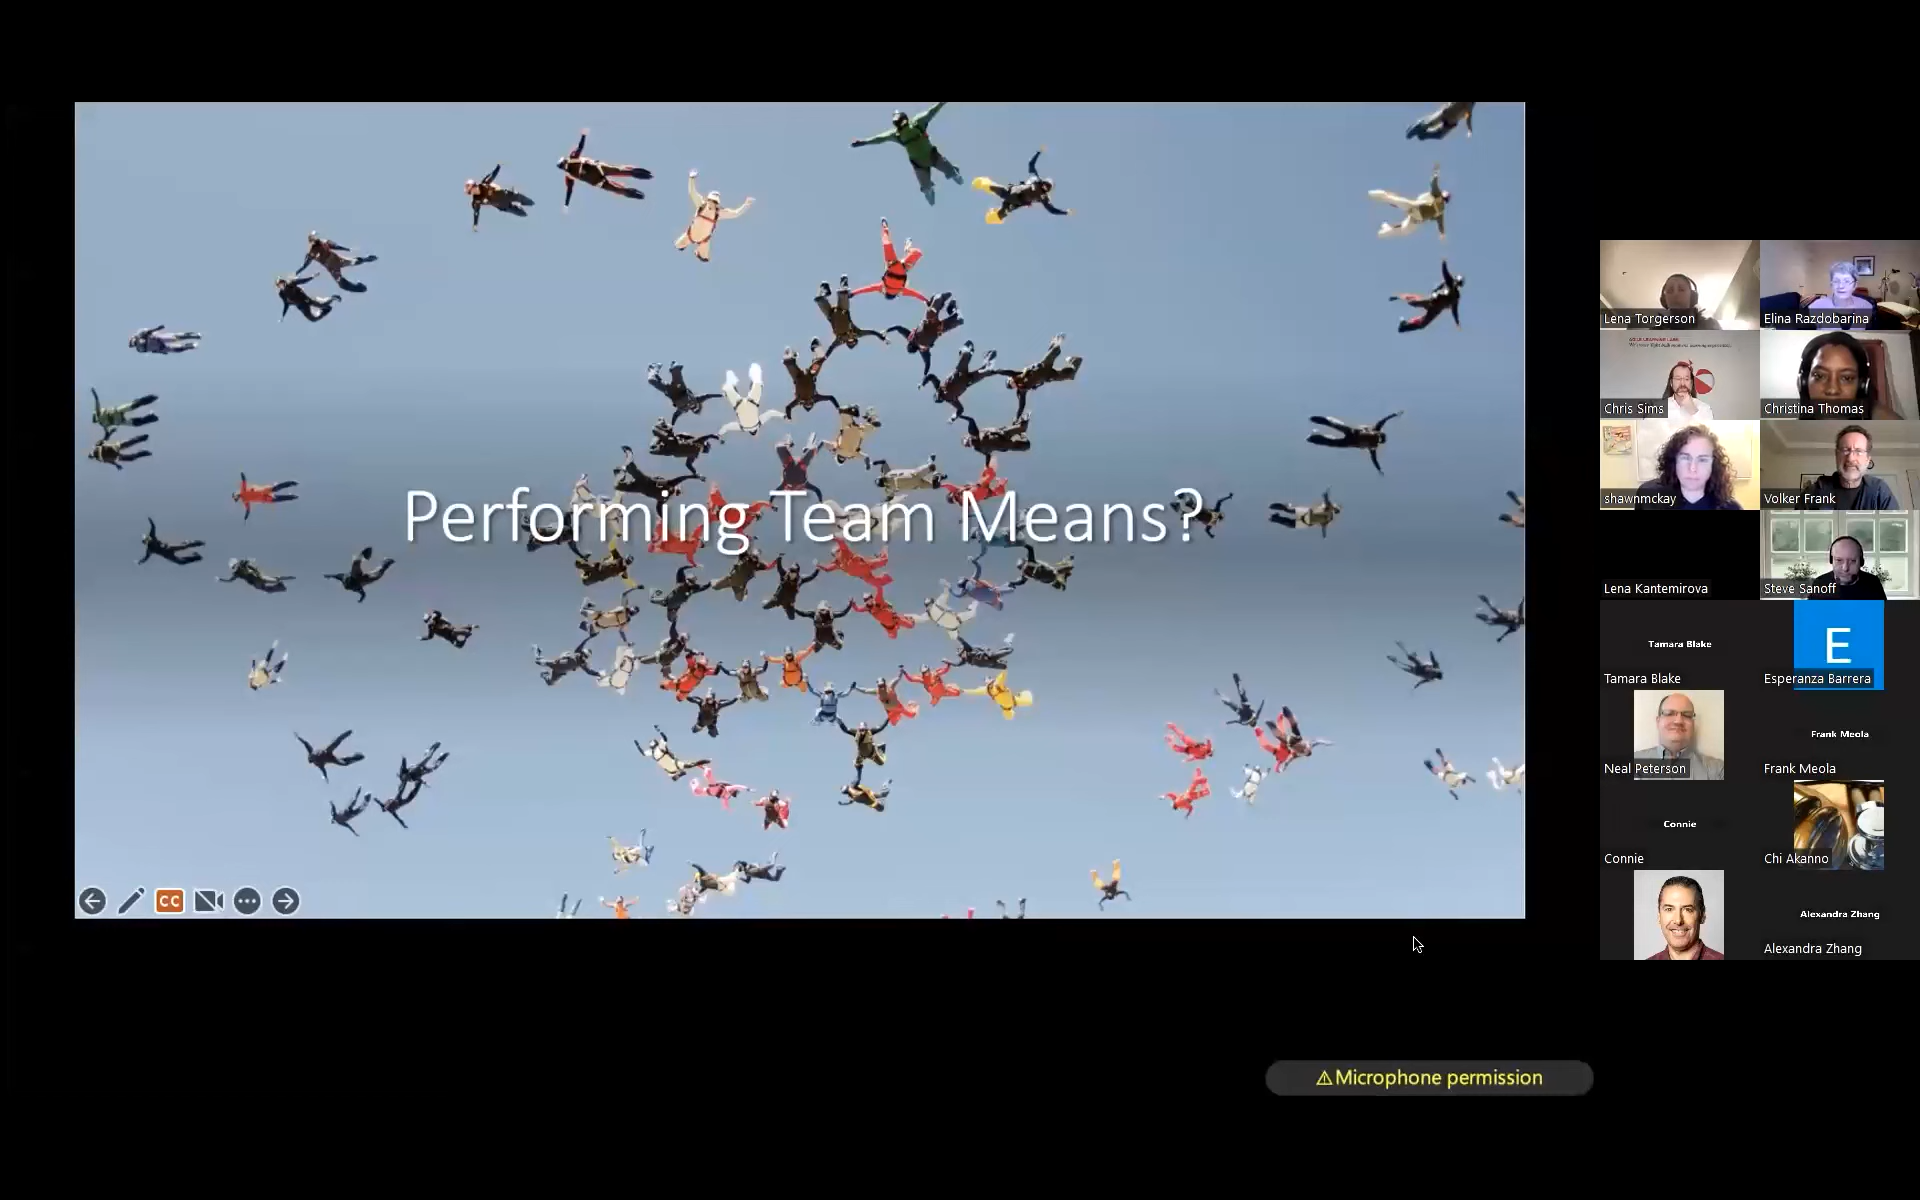 Performing Team Means?
CC
Lena Torgerson
Elina Razdobarina
Chris Sims
Christina Thomas
shawnmckay
Volker Frank
Lena Kantemirova
Steve Sanoff
Tamara Blake
Tamara Blake
E
Esperanza Barrera
Neal Peterson
Frank Meola
Frank Meola
Connie
Connie
Chi Akanno
Alexandra Zhang
Alexandra Zhang
⚠Microphone permission